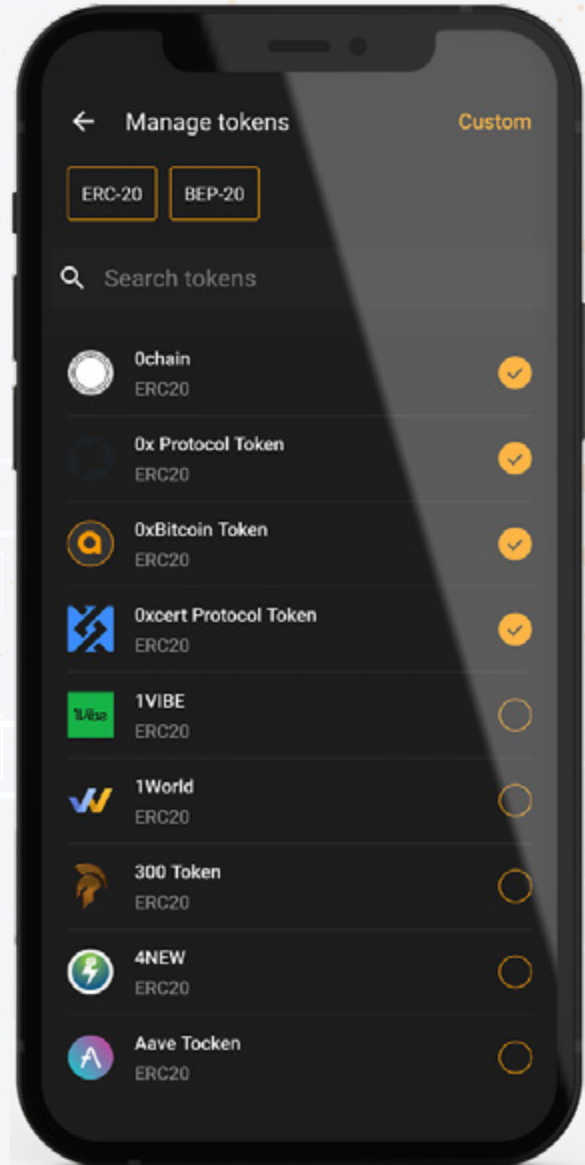 Manage tokens
Custom
ERC-20
BEP-20
Search tokens
0chain
ERC20
0x Protocol Token
ERC20
0xBitcoin Token
ERC20
0xcert Protocol Token
ERC20
1Vibe
1VIBE
ERC20
1World
ERC20
300 Token
ERC20
4NEW
ERC20
Aave Tocken
ERC20